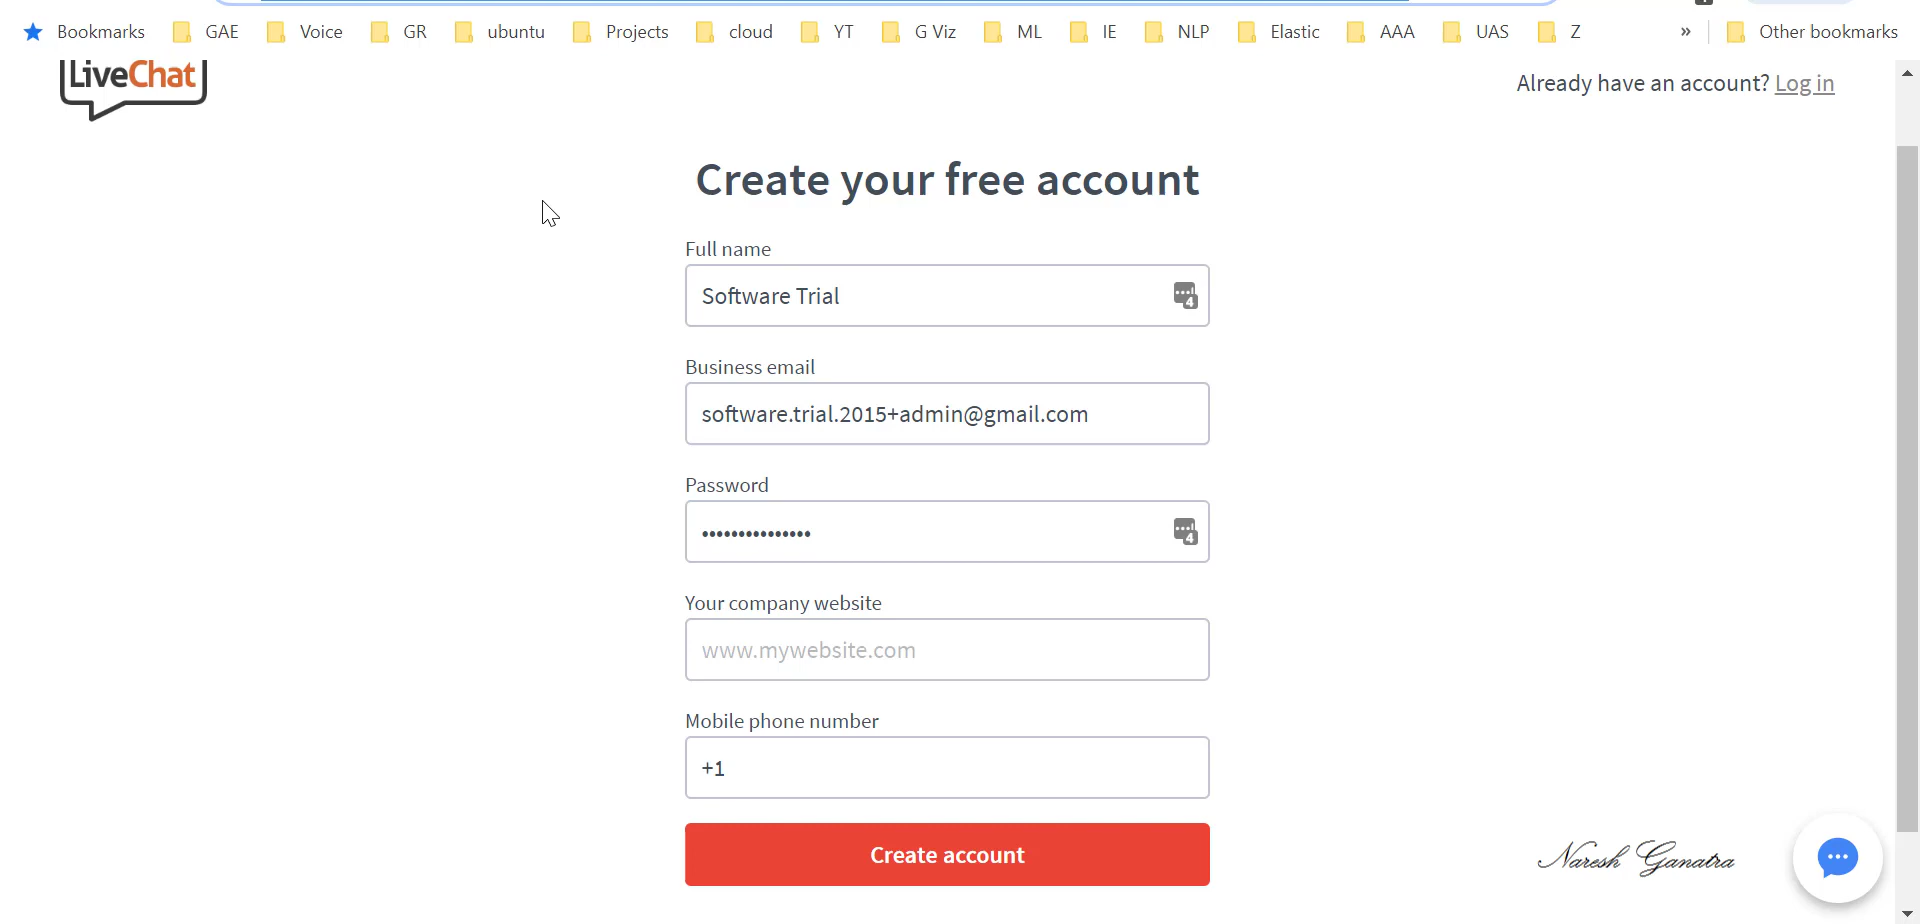 Bookmarks GAE Voice GR ubuntu Projects cloud YT G Viz ML IE NLP Elastic AAA UAS Z » Other bookmarks
LiveChat
Already have an account? Log in
Create your free account
Full name
Software Trial
4
Business email
software.trial.2015+admin@gmail.com
Password
•••••••••••••••
4
Your company website
www.mywebsite.com
Mobile phone number
+1
Create account
Naresh Ganatra